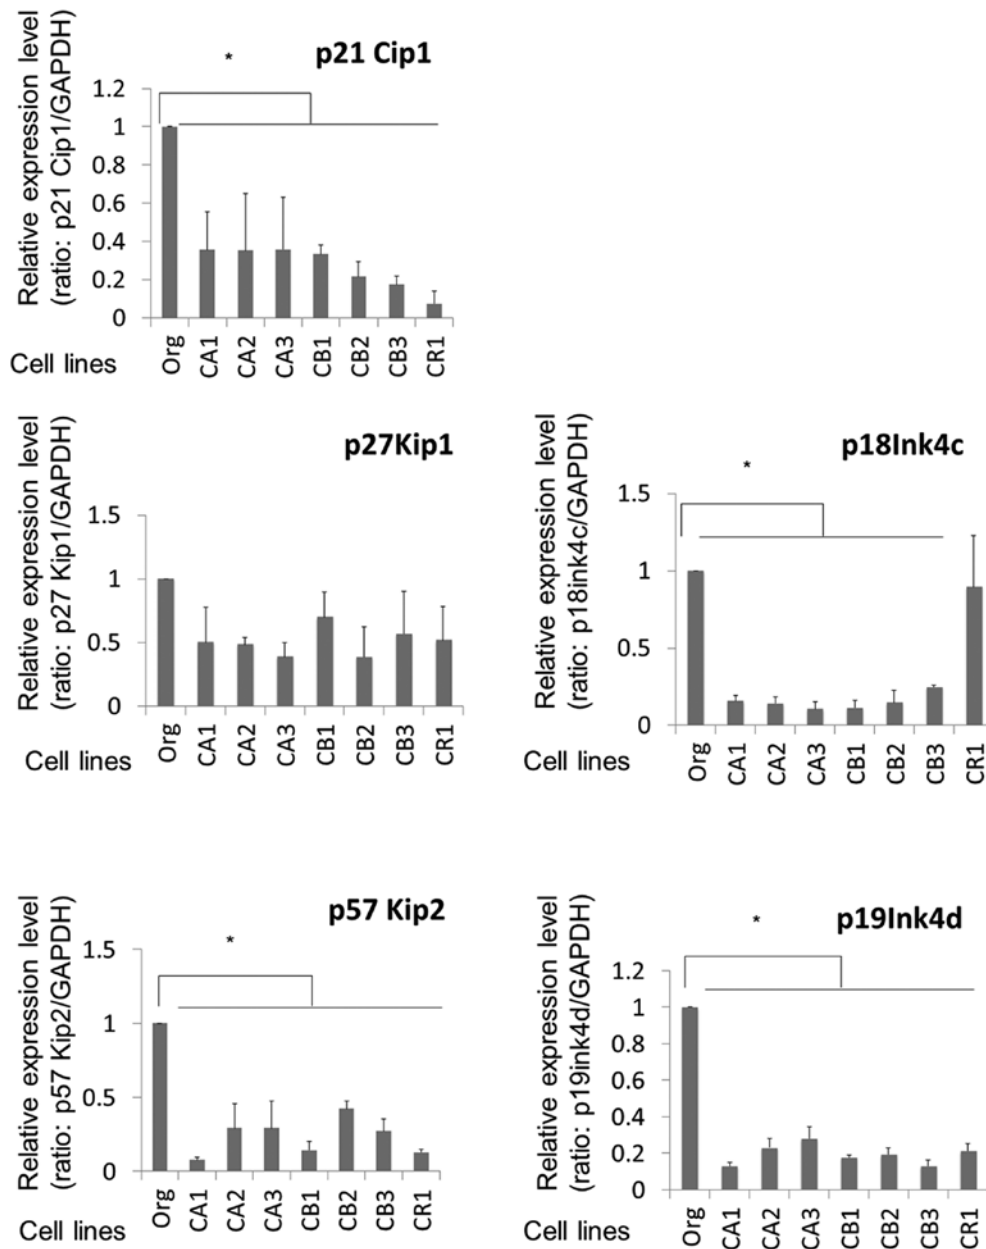 p21 Cip1
*
Relative expression level
(ratio: p21 Cip1/GAPDH)
1.2
1
0.8
0.6
0.4
0.2
0
Cell lines
Org
CA1
CA2
CA3
CB1
CB2
CB3
CR1
p27Kip1
Relative expression level
(ratio: p27 Kip1/GAPDH)
1.5
1
0.5
0
Cell lines
Org
CA1
CA2
CA3
CB1
CB2
CB3
CR1
p18Ink4c
*
Relative expression level
(ratio: p18ink4c/GAPDH)
1.5
1
0.5
0
Cell lines
Org
CA1
CA2
CA3
CB1
CB2
CB3
CR1
p57 Kip2
*
Relative expression level
(ratio: p57 Kip2/GAPDH)
1.5
1
0.5
0
Cell lines
Org
CA1
CA2
CA3
CB1
CB2
CB3
CR1
p19Ink4d
*
Relative expression level
(ratio: p19ink4d/GAPDH)
1.2
1
0.8
0.6
0.4
0.2
0
Cell lines
Org
CA1
CA2
CA3
CB1
CB2
CB3
CR1